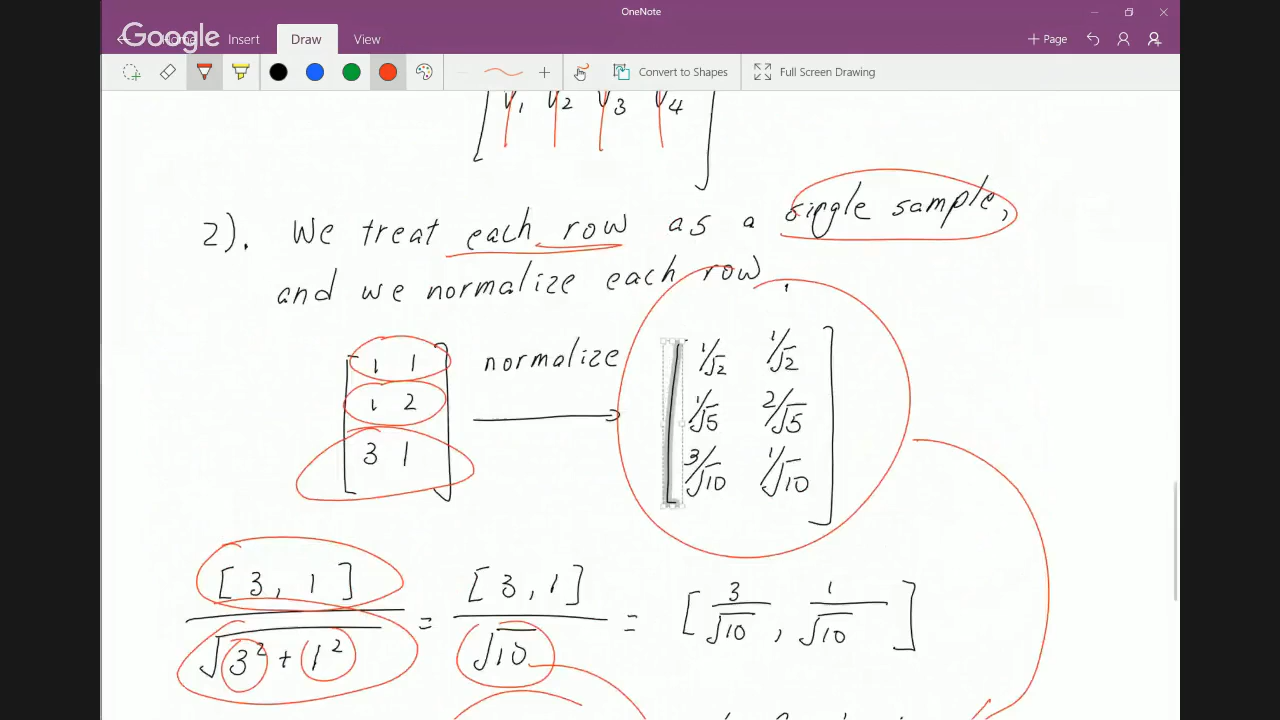 OneNote
Google
Insert Draw View + Page
Convert to Shapes Full Screen Drawing
V1 V2 V3 V4
2). We treat each row as a single sample,
and we normalize each row.
[1 1
1 2
3 1]
normalize
[1/√2 1/√2
1/√5 2/√5
3/√10 1/√10]
[3, 1] / √3² + 1² = [3, 1] / √10 = [3/√10, 1/√10]